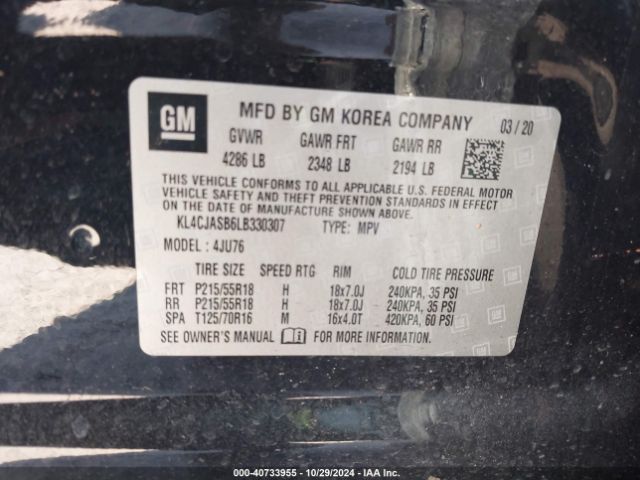 GM
MFD BY GM KOREA COMPANY 03 / 20
GVWR GAWR FRT GAWR RR
4286 LB 2348 LB 2194 LB
THIS VEHICLE CONFORMS TO ALL APPLICABLE U.S. FEDERAL MOTOR
VEHICLE SAFETY AND THEFT PREVENTION STANDARDS IN EFFECT
ON THE DATE OF MANUFACTURE SHOWN ABOVE.
KL4CJASB6LB330307 TYPE: MPV
MODEL : 4JU76
TIRE SIZE SPEED RTG RIM COLD TIRE PRESSURE
FRT P215/55R18 H 18x7.0J 240KPA, 35 PSI
RR P215/55R18 H 18x7.0J 240KPA, 35 PSI
SPA T125/70R16 M 16x4.0T 420KPA, 60 PSI
SEE OWNER'S MANUAL FOR MORE INFORMATION.
000-40733955 - 10/29/2024 - IAA Inc.